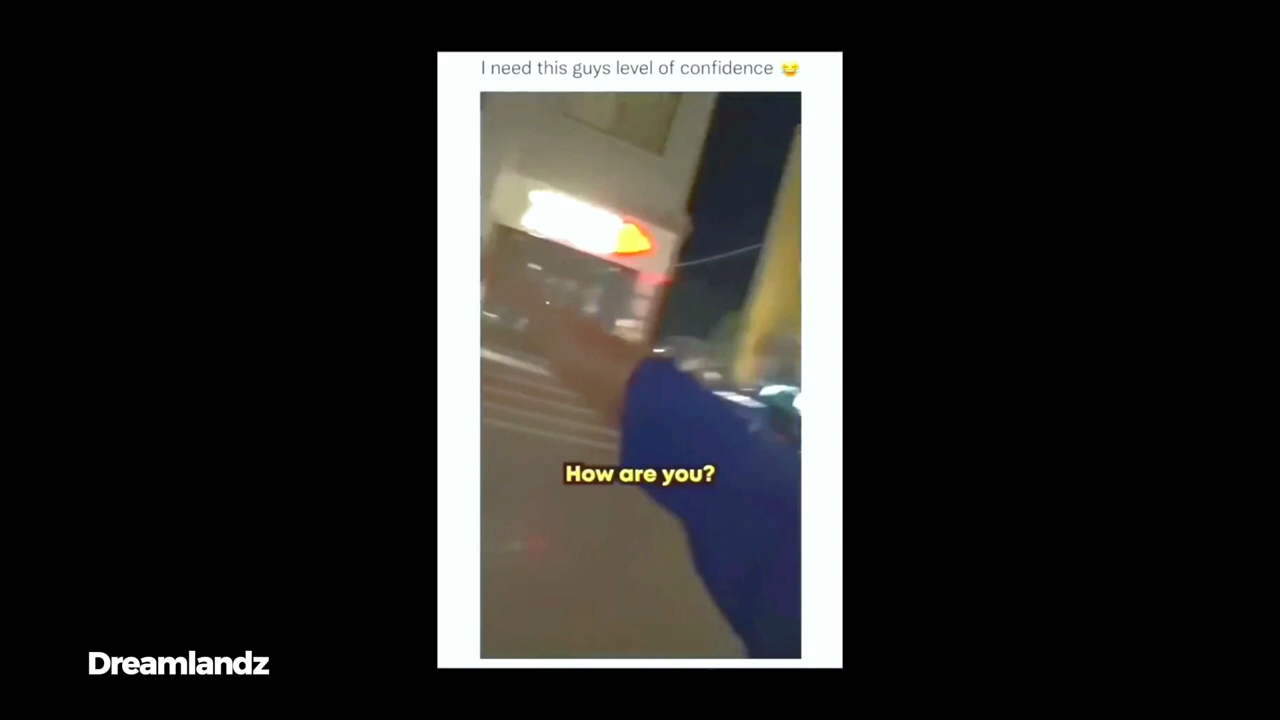 I need this guys level of confidence 😂
How are you?
Dreamlandz